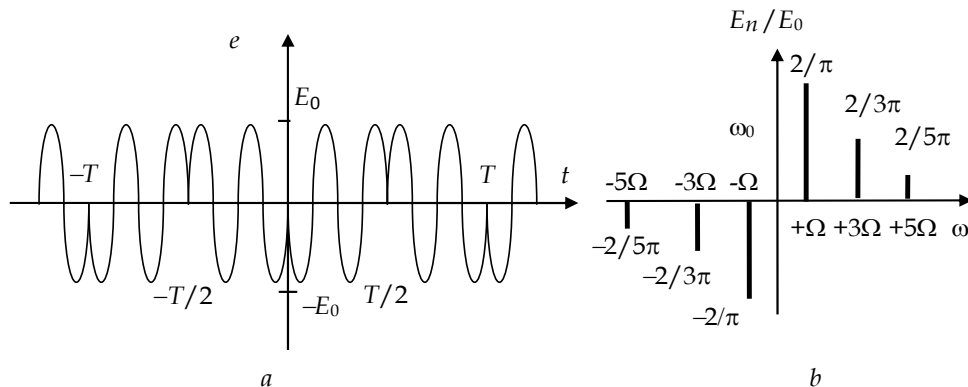 e
E₀
−T
T
t
−T/2
−E₀
T/2
a
Eₙ/E₀
2/π
ω₀
2/3π
2/5π
-5Ω -3Ω -Ω
+Ω +3Ω +5Ω ω
−2/5π
−2/3π
−2/π
b